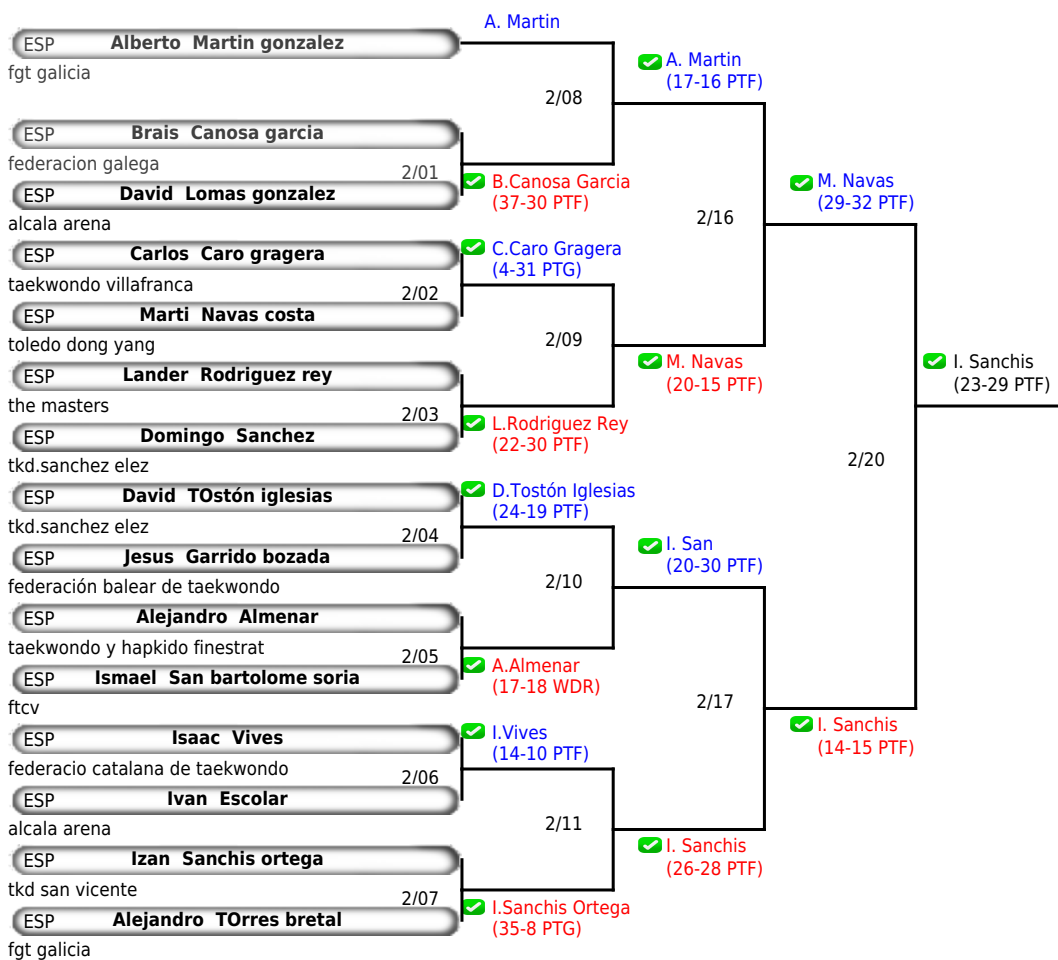 A. Martin
ESP Alberto Martin gonzalez
fgt galicia
A. Martin
(17-16 PTF)
2/08
ESP Brais Canosa garcia
federacion galega
2/01
ESP David Lomas gonzalez
alcala arena
B.Canosa Garcia
(37-30 PTF)
M. Navas
(29-32 PTF)
2/16
ESP Carlos Caro gragera
taekwondo villafranca
C.Caro Gragera
(4-31 PTG)
2/02
ESP Marti Navas costa
toledo dong yang
2/09
ESP Lander Rodriguez rey
the masters
M. Navas
(20-15 PTF)
I. Sanchis
(23-29 PTF)
2/03
ESP Domingo Sanchez
tkd.sanchez elez
L.Rodriguez Rey
(22-30 PTF)
2/20
ESP David TOstón iglesias
tkd.sanchez elez
D.Tostón Iglesias
(24-19 PTF)
2/04
ESP Jesus Garrido bozada
federación balear de taekwondo
I. San
(20-30 PTF)
2/10
ESP Alejandro Almenar
taekwondo y hapkido finestrat
2/05
ESP Ismael San bartolome soria
ftcv
A.Almenar
(17-18 WDR)
2/17
ESP Isaac Vives
federacio catalana de taekwondo
I.Vives
(14-10 PTF)
I. Sanchis
(14-15 PTF)
2/06
ESP Ivan Escolar
alcala arena
2/11
ESP Izan Sanchis ortega
tkd san vicente
I. Sanchis
(26-28 PTF)
2/07
ESP Alejandro TOrres bretal
fgt galicia
I.Sanchis Ortega
(35-8 PTG)